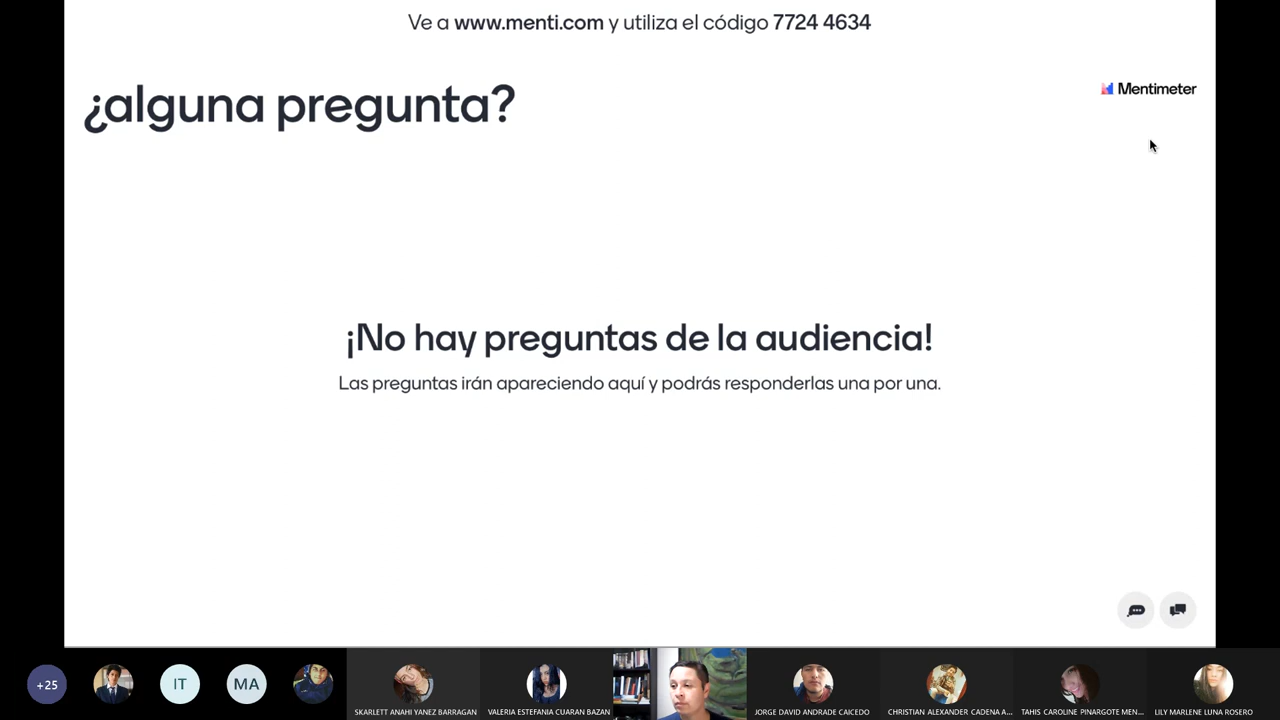 Ve a www.menti.com y utiliza el código 7724 4634
¿alguna pregunta?
Mentimeter
¡No hay preguntas de la audiencia!
Las preguntas irán apareciendo aquí y podrás responderlas una por una.
+25
IT
MA
SKARLETT ANAHI YANEZ BARRAGAN
VALERIA ESTEFANIA CUARAN BAZAN
JORGE DAVID ANDRADE CAICEDO
CHRISTIAN ALEXANDER CADENA A...
TAHIS CAROLINE PINARGOTE MEN...
LILY MARLENE LUNA ROSERO